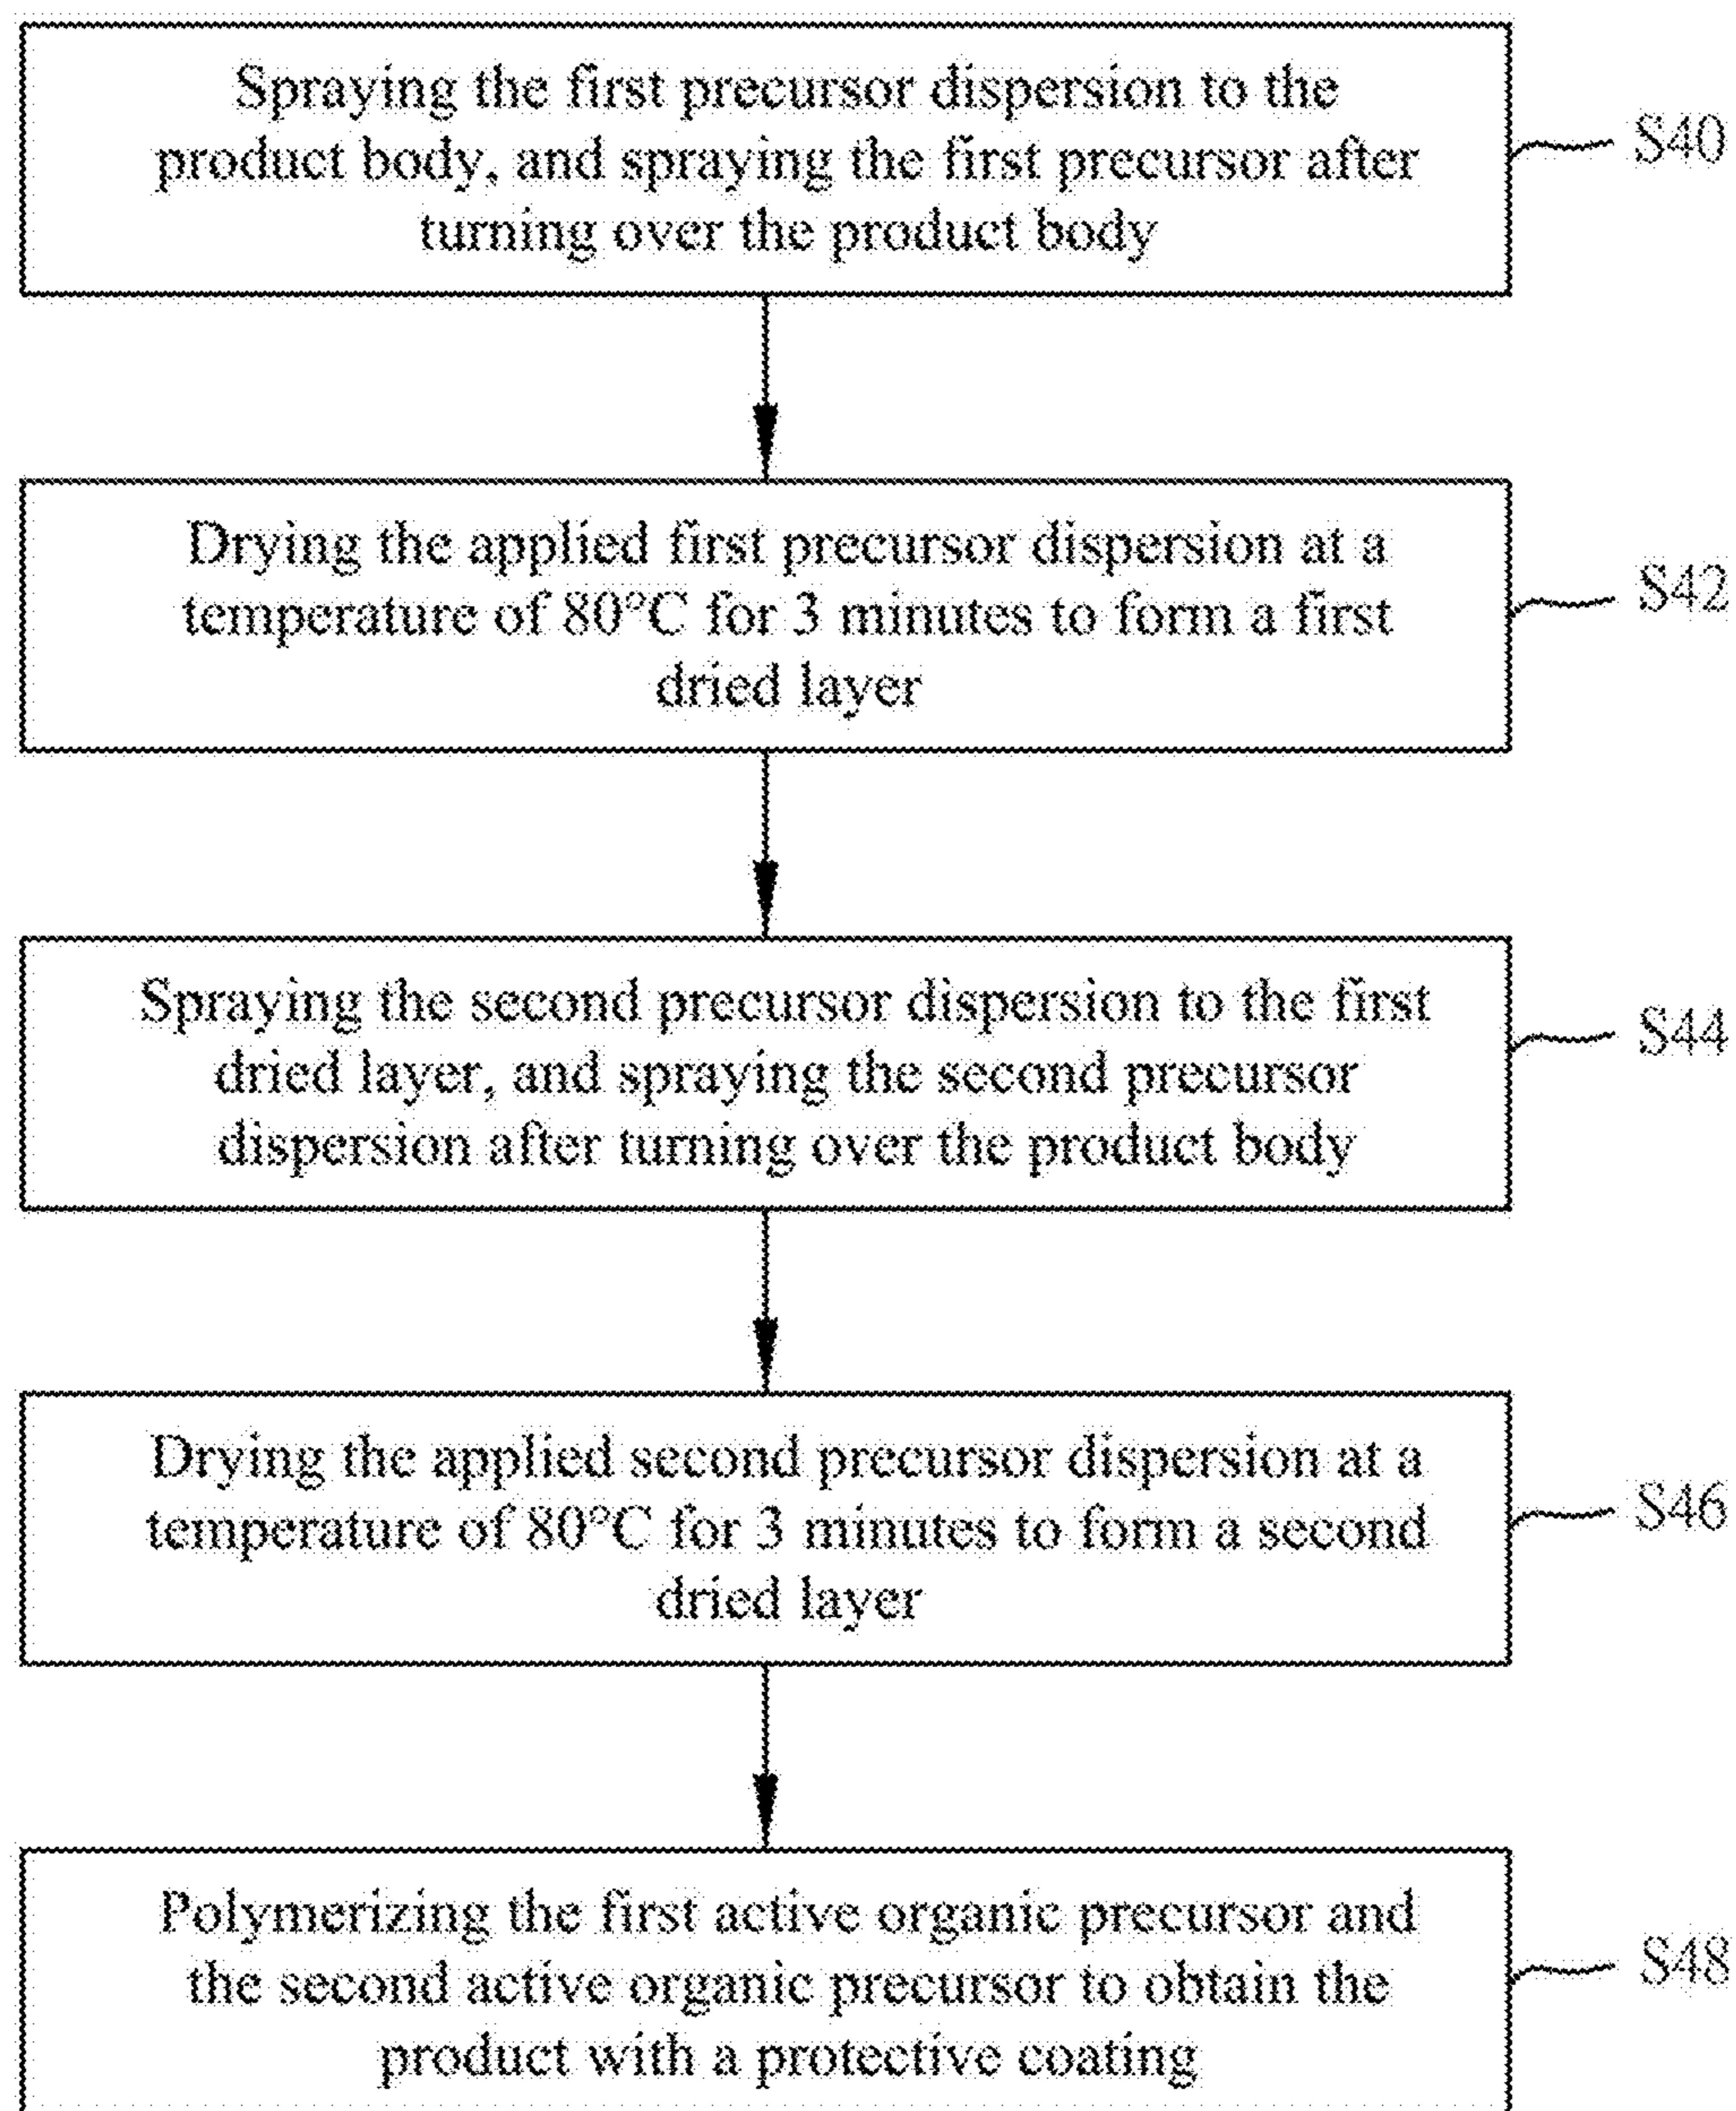 Spraying the first precursor dispersion to the
product body, and spraying the first precursor after
turning over the product body
S40
Drying the applied first precursor dispersion at a
temperature of 80°C for 3 minutes to form a first
dried layer
S42
Spraying the second precursor dispersion to the first
dried layer, and spraying the second precursor
dispersion after turning over the product body
S44
Drying the applied second precursor dispersion at a
temperature of 80°C for 3 minutes to form a second
dried layer
S46
Polymerizing the first active organic precursor and
the second active organic precursor to obtain the
product with a protective coating
S48